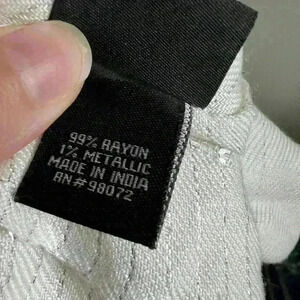 99% RAYON
1% METALLIC
MADE IN INDIA
RN#98072